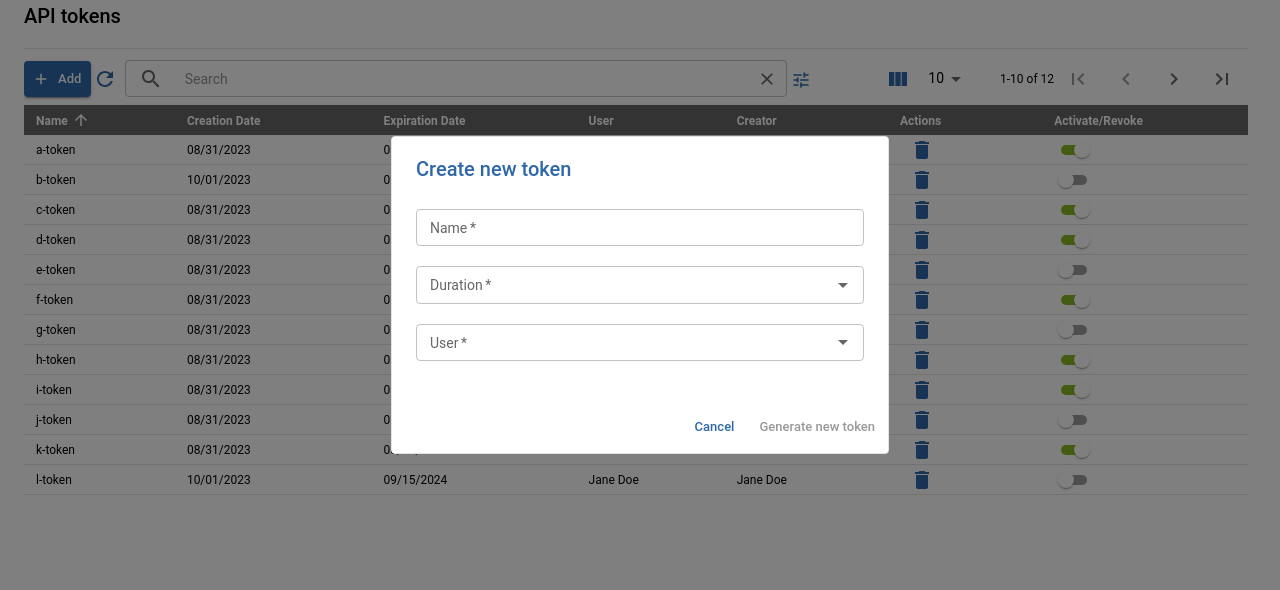 API tokens
Add Search 10 1-10 of 12
Name Creation Date Expiration Date User Creator Actions Activate/Revoke
a-token 08/31/2023 0
b-token 10/01/2023 0
c-token 08/31/2023 0
d-token 08/31/2023 0
e-token 08/31/2023 0
f-token 08/31/2023 0
g-token 08/31/2023 0
h-token 08/31/2023 0
i-token 08/31/2023 0
j-token 08/31/2023 0
k-token 08/31/2023
l-token 10/01/2023 09/15/2024 Jane Doe Jane Doe
Create new token
Name *
Duration *
User *
Cancel Generate new token